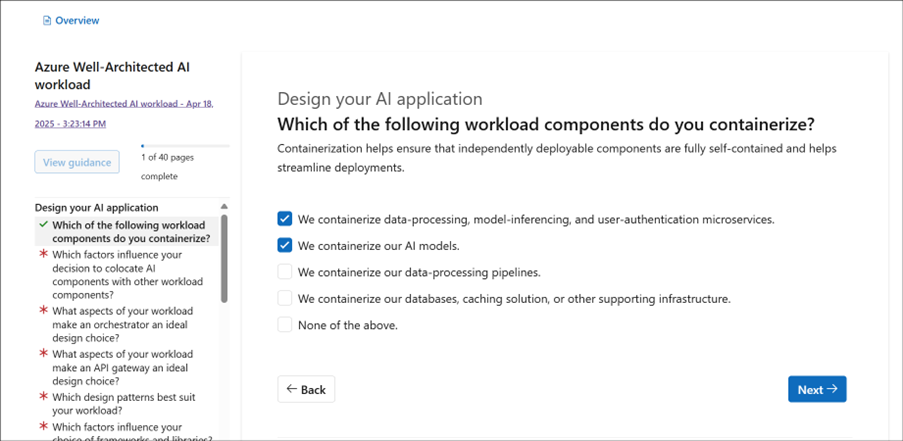 Overview
Azure Well-Architected AI
workload
Azure Well-Architected AI workload - Apr 18,
2025 - 3:23:14 PM
View guidance
1 of 40 pages
complete
Design your AI application
Which of the following workload
components do you containerize?
Which factors influence your
decision to colocate AI
components with other workload
components?
What aspects of your workload
make an orchestrator an ideal
design choice?
What aspects of your workload
make an API gateway an ideal
design choice?
Which design patterns best suit
your workload?
Which factors influence your
choice of frameworks and libraries?
Design your AI application
Which of the following workload components do you containerize?
Containerization helps ensure that independently deployable components are fully self-contained and helps
streamline deployments.
We containerize data-processing, model-inferencing, and user-authentication microservices.
We containerize our AI models.
We containerize our data-processing pipelines.
We containerize our databases, caching solution, or other supporting infrastructure.
None of the above.
Back
Next